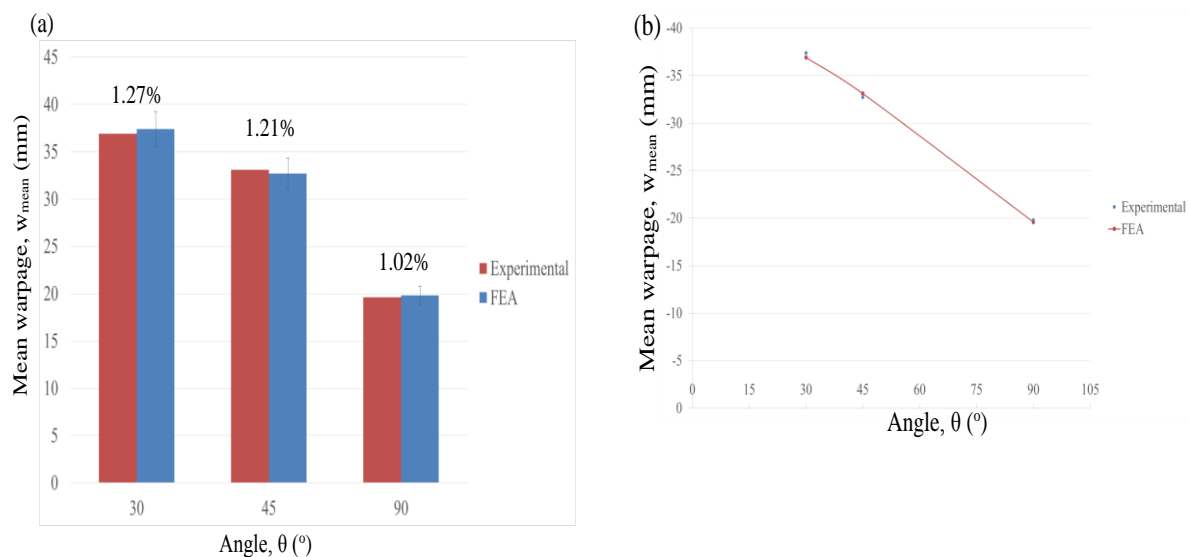 (a)
45
40
35
30
25
20
15
10
5
0
Mean warpage, wmean (mm)
1.27%
1.21%
1.02%
Experimental
FEA
30 45 90
Angle, θ (º)
(b)
-40
-35
-30
-25
-20
-15
-10
-5
0
Mean warpage, wmean (mm)
Experimental
FEA
0 15 30 45 60 75 90 105
Angle, θ (º)